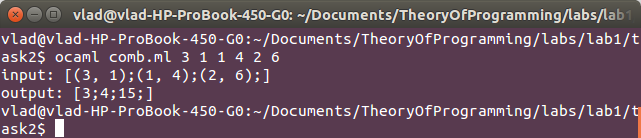 vlad@vlad-HP-ProBook-450-G0: ~/Documents/TheoryOfProgramming/labs/lab1
vlad@vlad-HP-ProBook-450-G0:~/Documents/TheoryOfProgramming/labs/lab1/t
ask2$ ocaml comb.ml 3 1 1 4 2 6
input: [(3, 1);(1, 4);(2, 6);]
output: [3;4;15;]
vlad@vlad-HP-ProBook-450-G0:~/Documents/TheoryOfProgramming/labs/lab1/t
ask2$